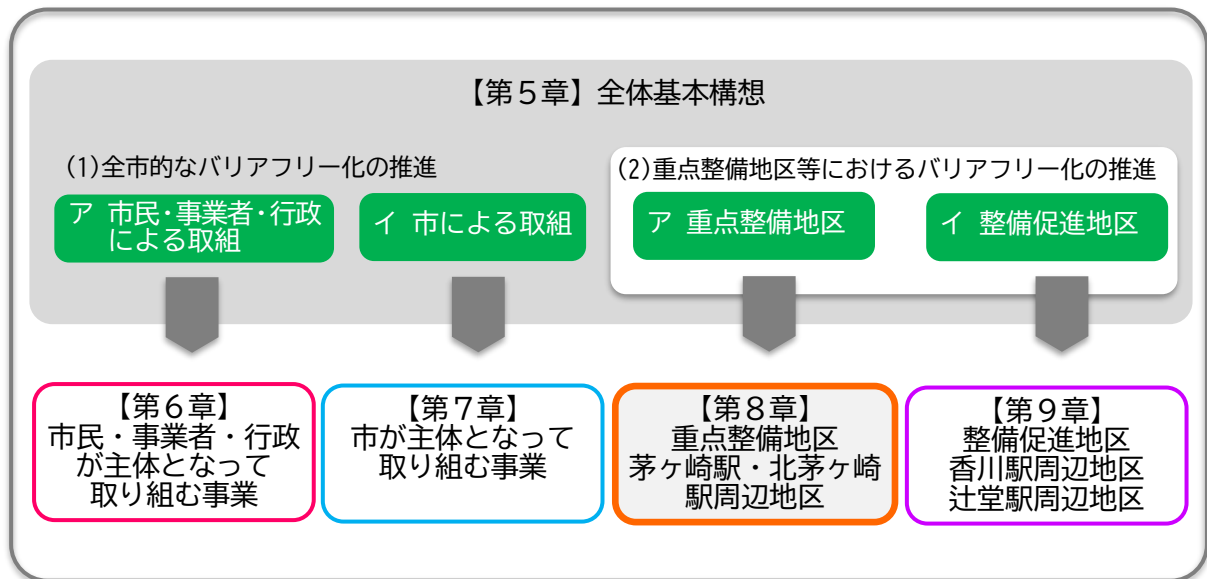 【第５章】全体基本構想
(1)全市的なバリアフリー化の推進
(2)重点整備地区等におけるバリアフリー化の推進
ア 市民・事業者・行政
による取組
イ 市による取組
ア 重点整備地区
イ 整備促進地区
【第６章】
市民・事業者・行政
が主体となって
取り組む事業
【第７章】
市が主体となって
取り組む事業
【第８章】
重点整備地区
茅ヶ崎駅・北茅ヶ崎
駅周辺地区
【第９章】
整備促進地区
香川駅周辺地区
辻堂駅周辺地区